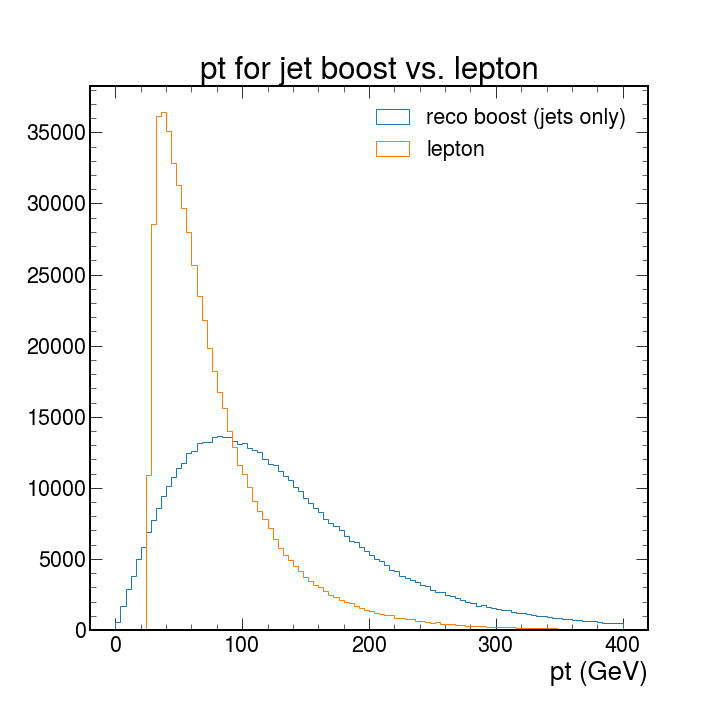 pt for jet boost vs. lepton
reco boost (jets only)
lepton
35000
30000
25000
20000
15000
10000
5000
0
0 100 200 300 400
pt (GeV)